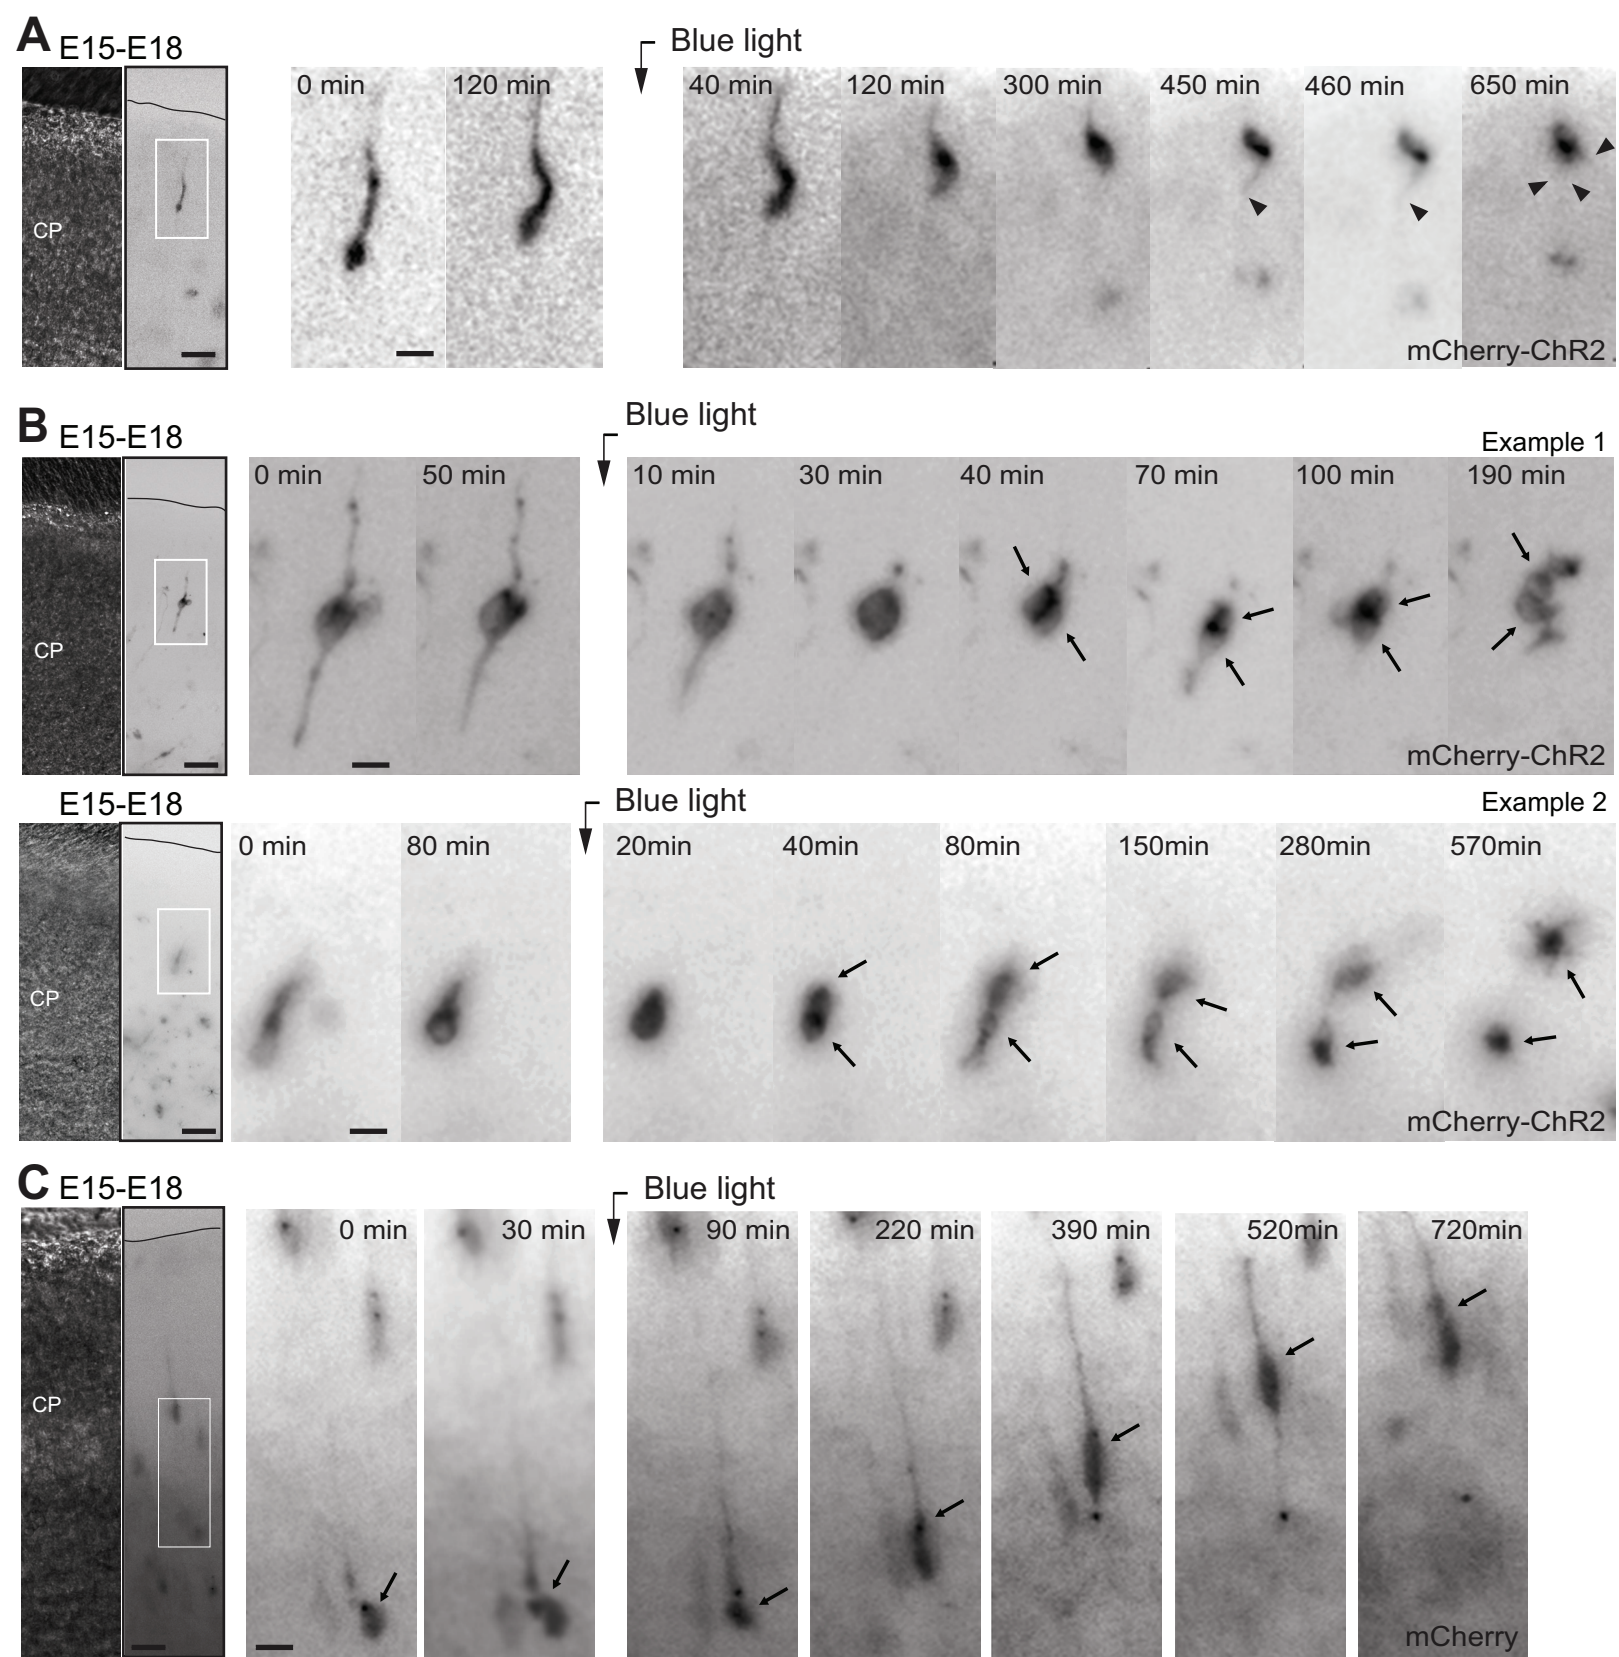 A E15-E18
Blue light
CP
0 min 120 min 40 min 120 min 300 min 450 min 460 min 650 min
mCherry-ChR2
B E15-E18
Blue light
Example 1
CP
0 min 50 min 10 min 30 min 40 min 70 min 100 min 190 min
mCherry-ChR2
E15-E18
Blue light
Example 2
CP
0 min 80 min 20min 40min 80min 150min 280min 570min
mCherry-ChR2
C E15-E18
Blue light
CP
0 min 30 min 90 min 220 min 390 min 520min 720min
mCherry